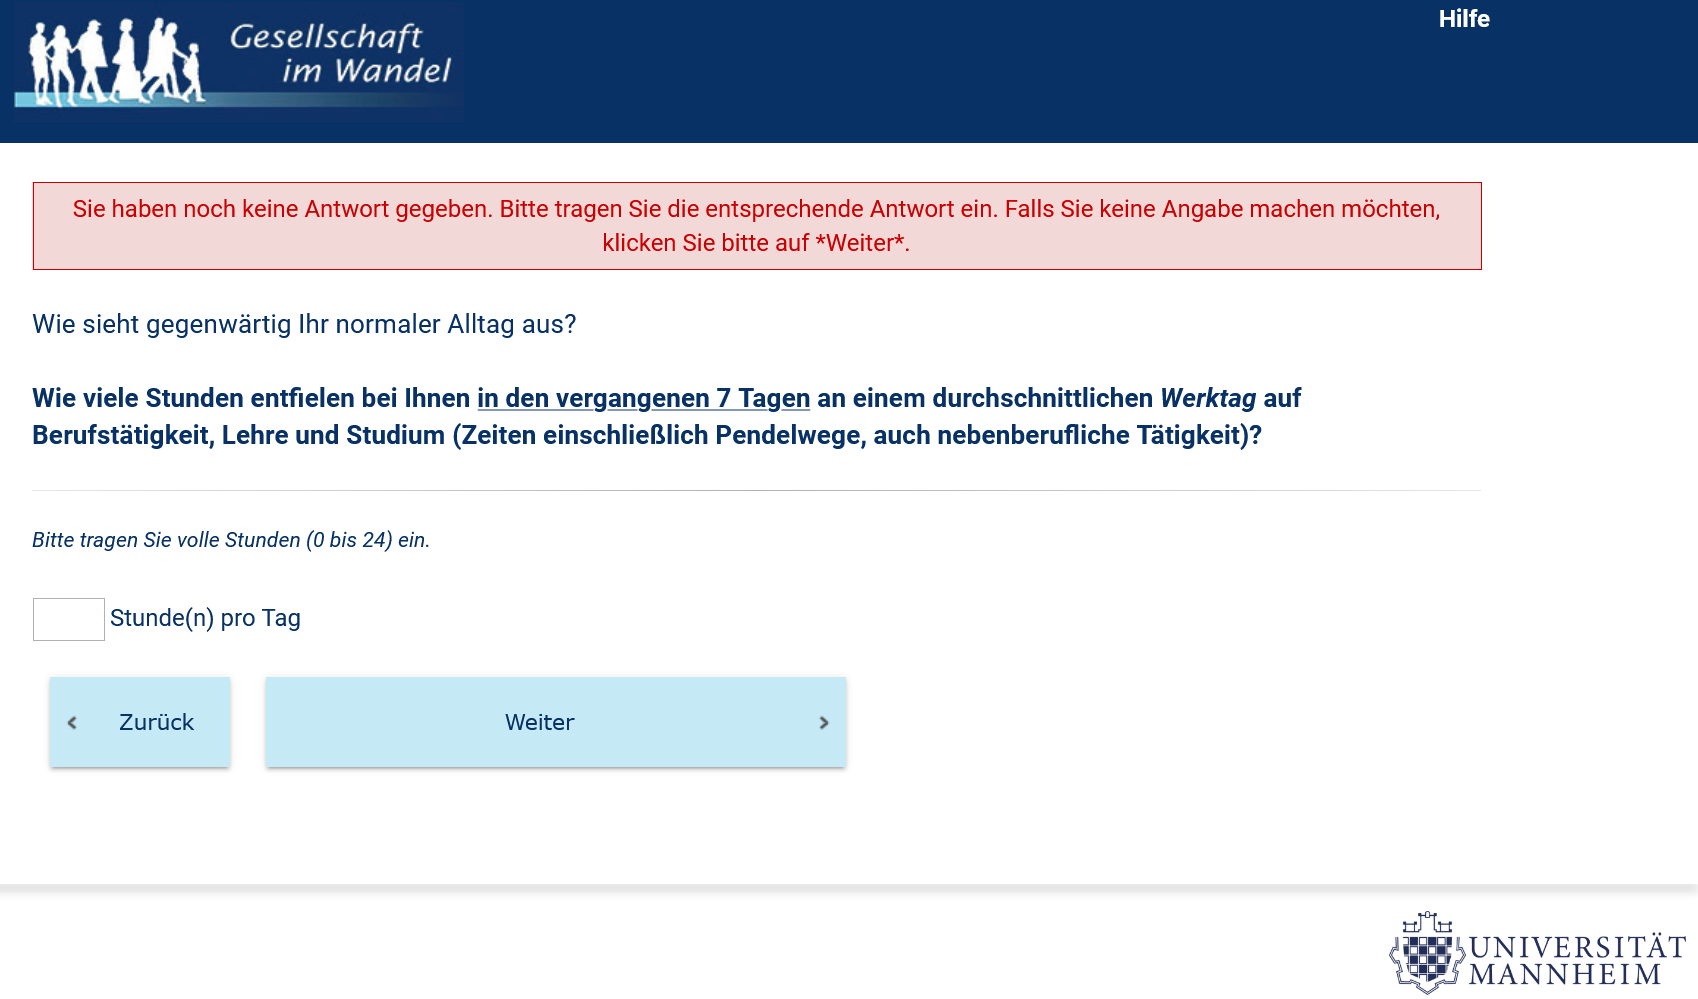 Gesellschaft
im Wandel
Hilfe
Sie haben noch keine Antwort gegeben. Bitte tragen Sie die entsprechende Antwort ein. Falls Sie keine Angabe machen möchten,
klicken Sie bitte auf *Weiter*.
Wie sieht gegenwärtig Ihr normaler Alltag aus?
Wie viele Stunden entfielen bei Ihnen in den vergangenen 7 Tagen an einem durchschnittlichen Werktag auf
Berufstätigkeit, Lehre und Studium (Zeiten einschließlich Pendelwege, auch nebenberufliche Tätigkeit)?
Bitte tragen Sie volle Stunden (0 bis 24) ein.
Stunde(n) pro Tag
Zurück
Weiter
UNIVERSITÄT
MANNHEIM